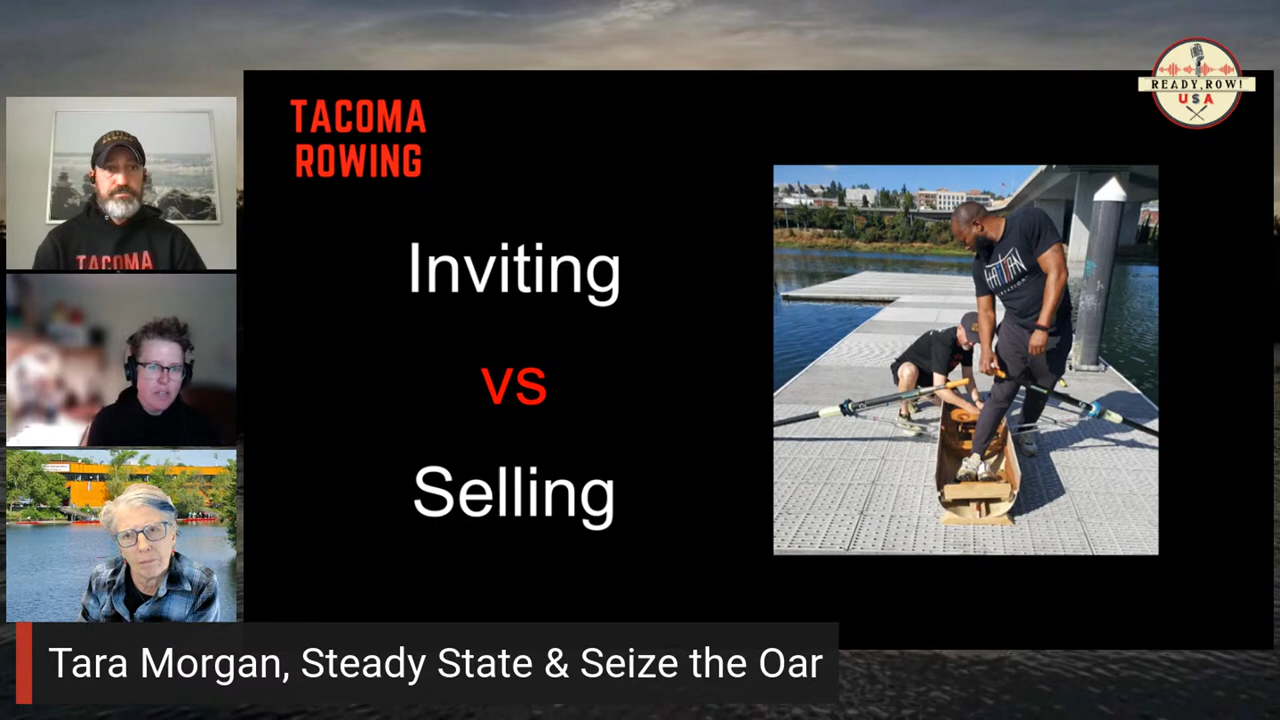 TACOMA
ROWING
Inviting
vs
Selling
READY, ROW!
USA
TACOMA
Tara Morgan, Steady State & Seize the Oar